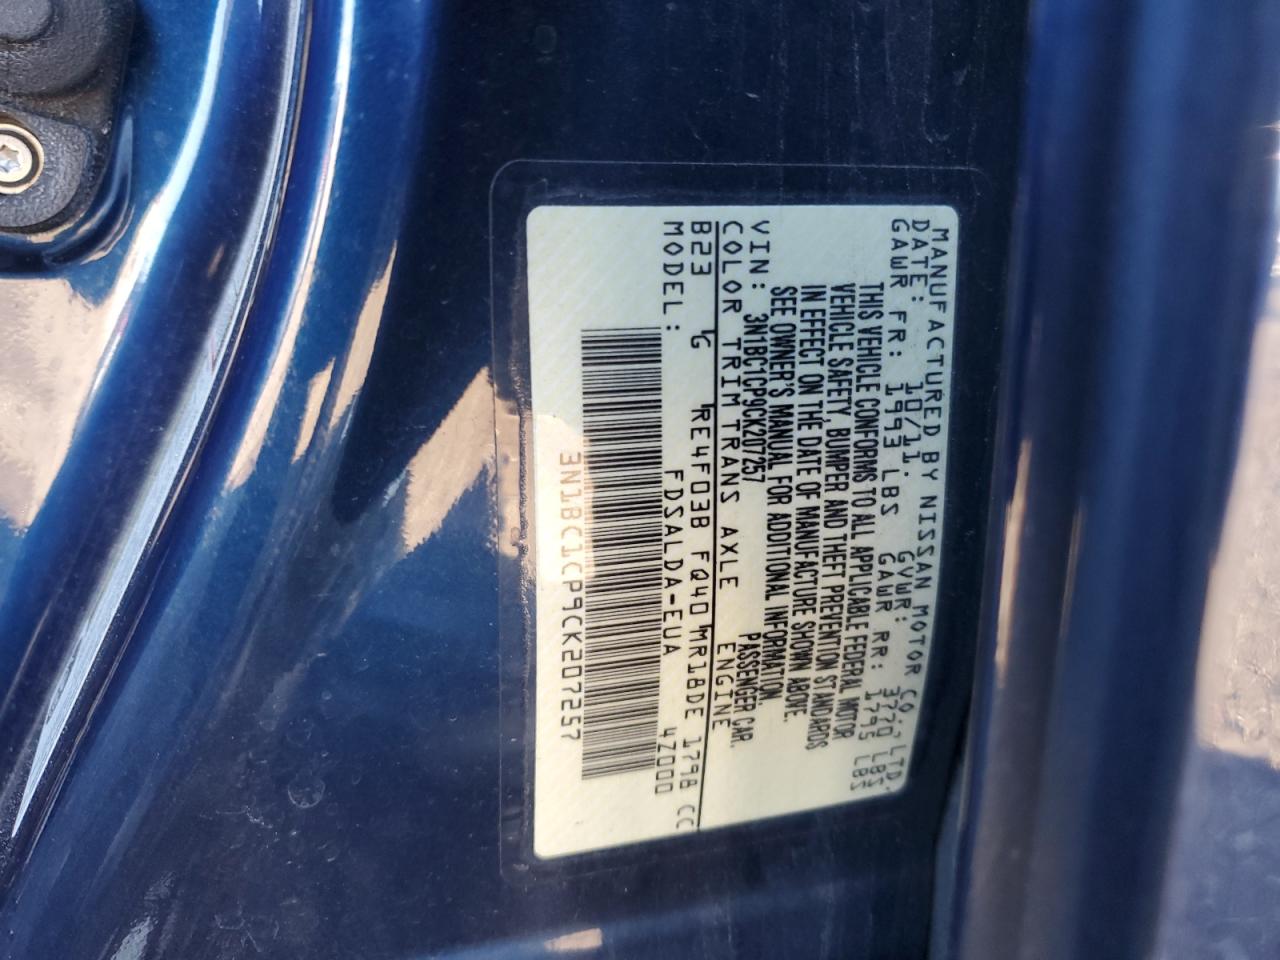 MANUFACTURED BY NISSAN MOTOR CO., LTD.
DATE: 10/11. GVWR: 3770 LBS.
GAWR FR: 1993 LBS GAWR RR: 1795 LBS
THIS VEHICLE CONFORMS TO ALL APPLICABLE FEDERAL MOTOR
VEHICLE SAFETY, BUMPER AND THEFT PREVENTION STANDARDS
IN EFFECT ON THE DATE OF MANUFACTURE SHOWN ABOVE.
SEE OWNER'S MANUAL FOR ADDITIONAL INFORMATION.
VIN: 3N1BC1CP9CK207257 PASSENGER CAR.
COLOR TRIM TRANS AXLE ENGINE
B23 G RE4F03B FQ40 MR18DE 1798 CC
MODEL: FDSALDA-EUA 4Z000
3N1BC1CP9CK207257